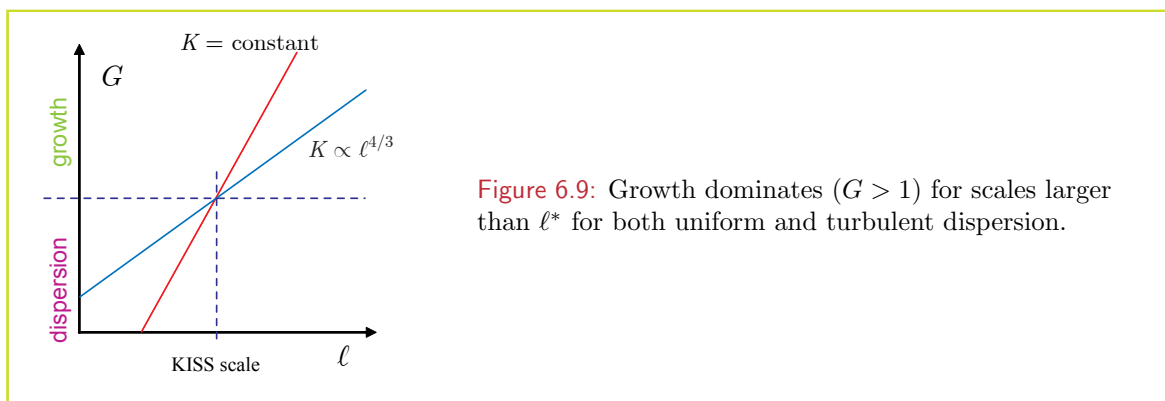 K = constant
G
growth
K ∝ ℓ^{4/3}
dispersion
KISS scale
ℓ
Figure 6.9: Growth dominates (G > 1) for scales larger
than ℓ* for both uniform and turbulent dispersion.